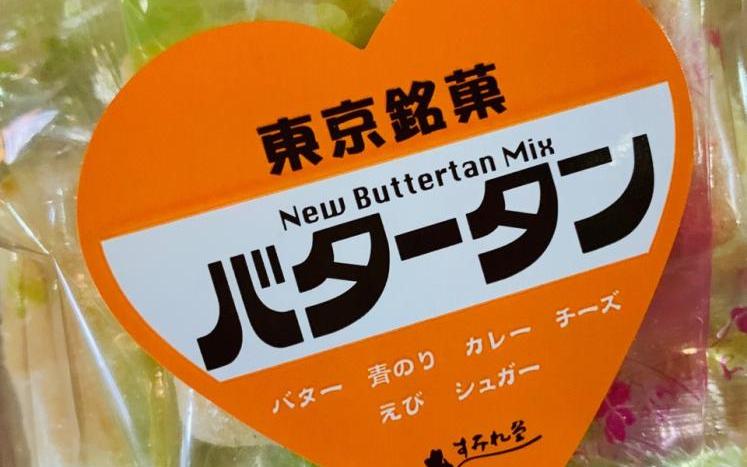 東京銘菓
New Buttertan Mix
バタータン
バター 青のり カレー チーズ
えび シュガー
すみれ堂